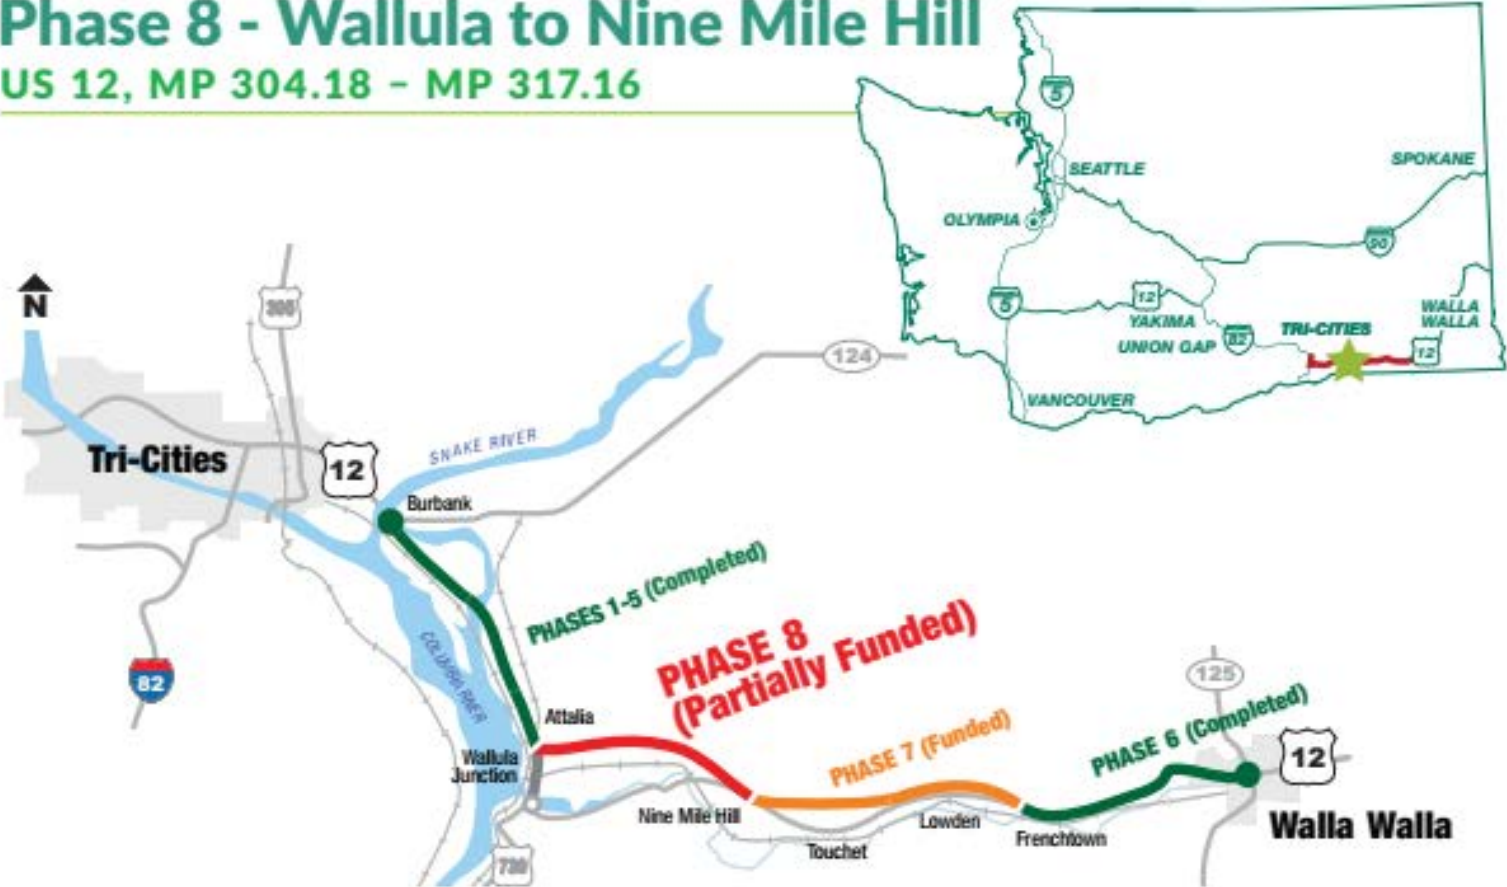 Phase 8 - Wallula to Nine Mile Hill
US 12, MP 304.18 – MP 317.16
5
SEATTLE
SPOKANE
OLYMPIA
90
5
12
YAKIMA
UNION GAP
82
TRI-CITIES
WALLA
WALLA
12
VANCOUVER
N
395
124
Tri-Cities
12
SNAKE RIVER
Burbank
PHASES 1-5 (Completed)
COLUMBIA RIVER
82
PHASE 8
(Partially Funded)
125
Attalia
Wallula
Junction
PHASE 7 (Funded)
PHASE 6 (Completed)
12
Nine Mile Hill
Lowden
Frenchtown
Walla Walla
Touchet
730